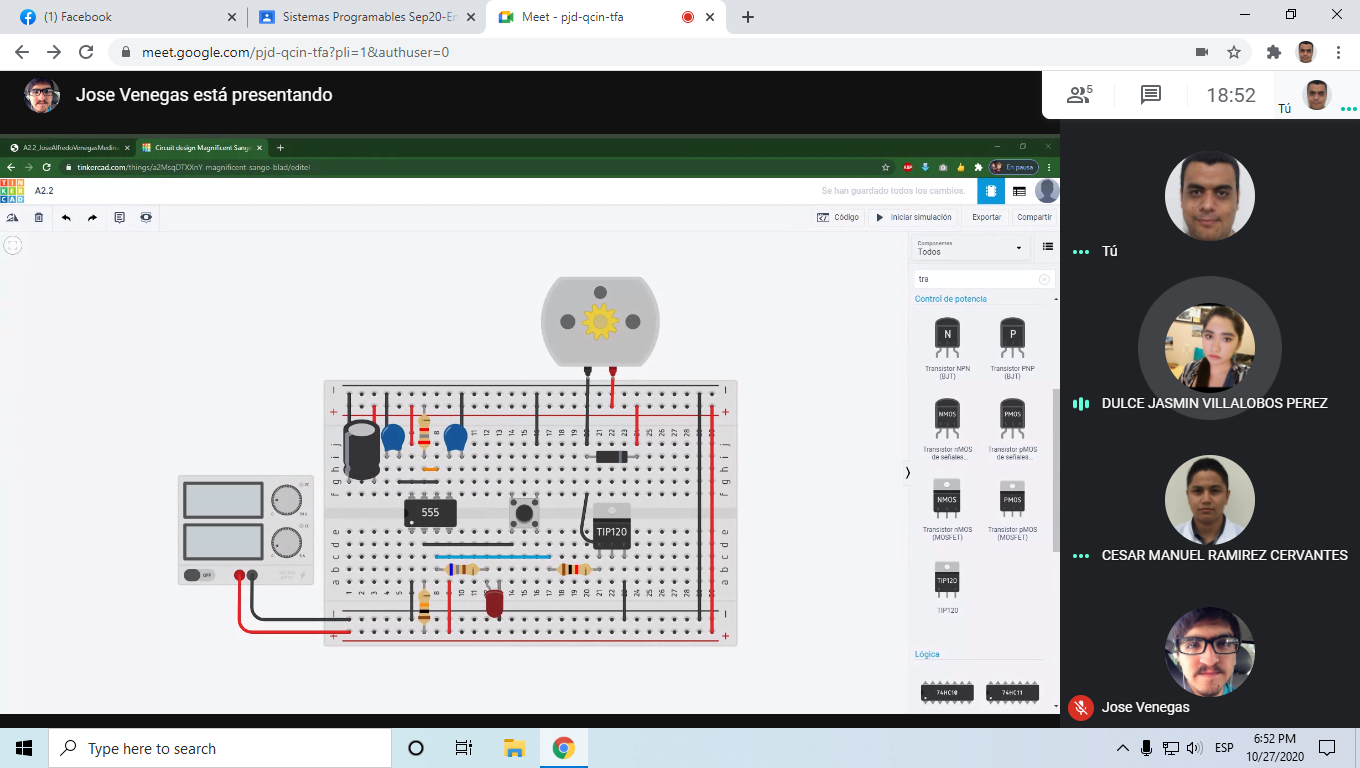 (1) Facebook
Sistemas Programables Sep20-En
Meet - pjd-qcin-tfa
meet.google.com/pjd-qcin-tfa?pli=1&authuser=0
Jose Venegas está presentando
5
18:52
Tú
A2.2_JoseAlfredoVenegasMedina
Circuit design Magnificent Sango
tinkercad.com/things/a2MsqDTXXnY-magnificent-sango-blad/editel
ABP
En pausa
TIN
KER
CAD
A2.2
Se han guardado todos los cambios.
Código
Iniciar simulación
Exportar
Compartir
Componentes
Todos
tra
Control de potencia
N
P
Transistor NPN
(BJT)
Transistor PNP
(BJT)
NMOS
PMOS
Transistor nMOS
de señales...
Transistor pMOS
de señales...
NMOS
PMOS
Transistor nMOS
(MOSFET)
Transistor pMOS
(MOSFET)
TIP120
TIP120
Lógica
74HC10
74HC11
555
TIP120
OFF
Tú
DULCE JASMIN VILLALOBOS PEREZ
CESAR MANUEL RAMIREZ CERVANTES
Jose Venegas
Type here to search
ESP
6:52 PM
10/27/2020